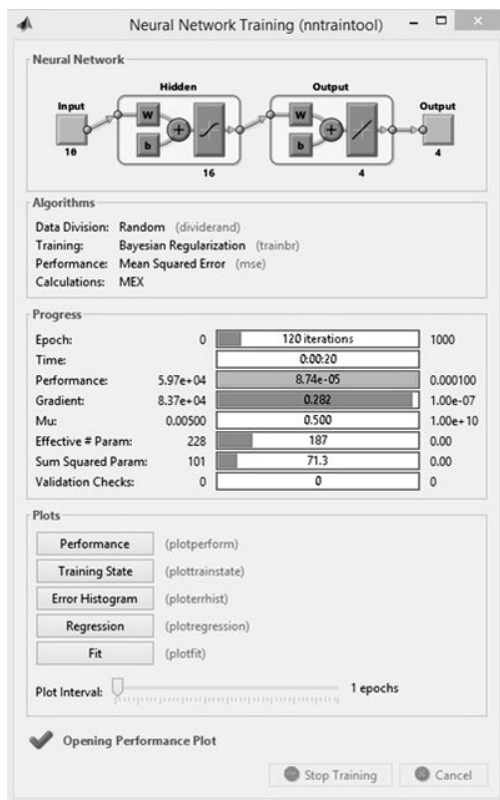 Neural Network Training (nntraintool)
Neural Network
Hidden
Output
Input
W
b
W
b
Output
10
16
4
4
Algorithms
Data Division: Random (dividerand)
Training: Bayesian Regularization (trainbr)
Performance: Mean Squared Error (mse)
Calculations: MEX
Progress
Epoch: 0 120 iterations 1000
Time: 0:00:20
Performance: 5.97e+04 8.74e-05 0.000100
Gradient: 8.37e+04 0.282 1.00e-07
Mu: 0.00500 0.500 1.00e+10
Effective # Param: 228 187 0.00
Sum Squared Param: 101 71.3 0.00
Validation Checks: 0 0 0
Plots
Performance (plotperform)
Training State (plottrainstate)
Error Histogram (ploterrhist)
Regression (plotregression)
Fit (plotfit)
Plot Interval: 1 epochs
Opening Performance Plot
Stop Training Cancel